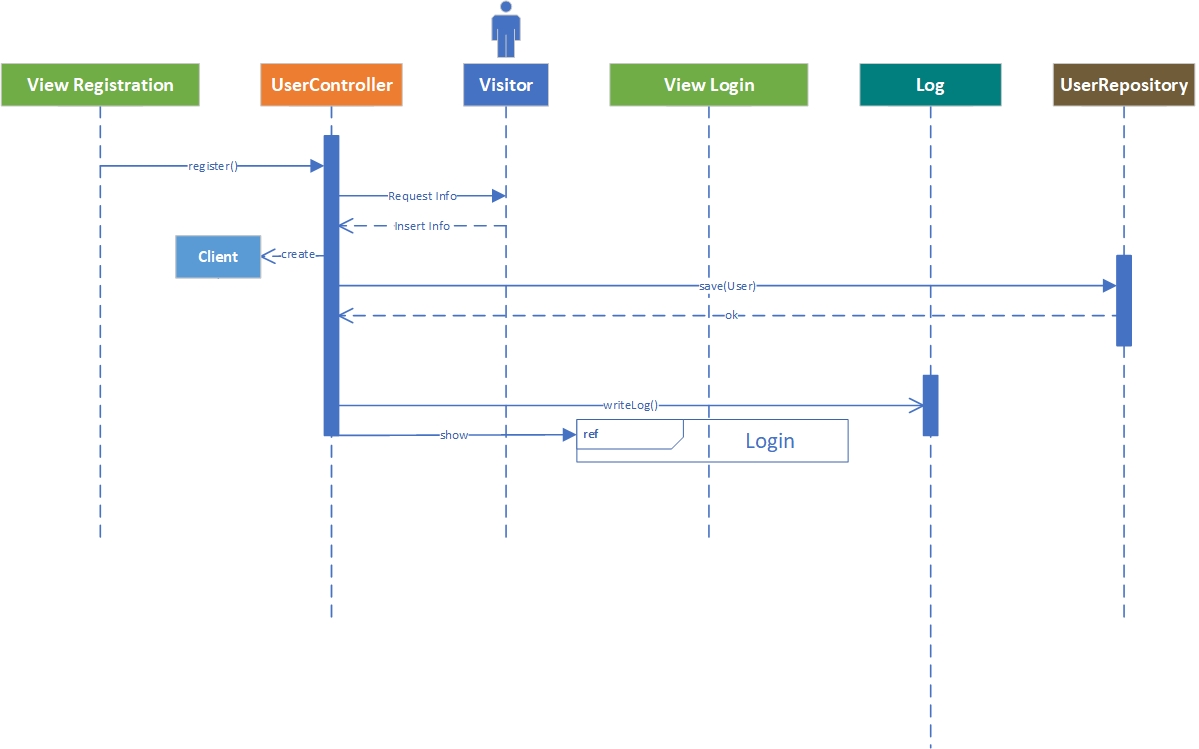 View Registration
UserController
Visitor
View Login
Log
UserRepository
register()
Request Info
Insert Info
create
Client
save(User)
ok
writeLog()
show
ref
Login